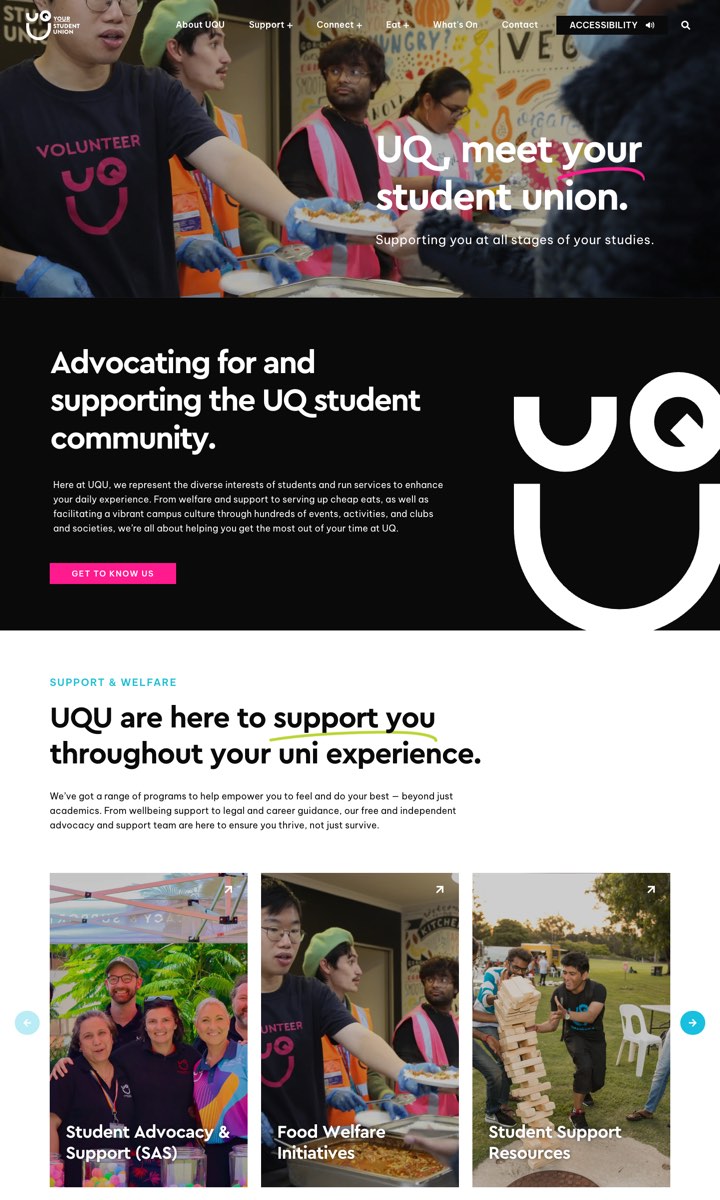 YOUR
STUDENT
UNION
About UQU
Support +
Connect +
Eat +
What's On
Contact
ACCESSIBILITY
HUNGRY!
VEG
VOLUNTEER
UQ
UQ, meet your
student union.
Supporting you at all stages of your studies.
Advocating for and
supporting the UQ student
community.
Here at UQU, we represent the diverse interests of students and run services to enhance
your daily experience. From welfare and support to serving up cheap eats, as well as
facilitating a vibrant campus culture through hundreds of events, activities, and clubs
and societies, we're all about helping you get the most out of your time at UQ.
GET TO KNOW US
UQ
SUPPORT & WELFARE
UQU are here to support you
throughout your uni experience.
We've got a range of programs to help empower you to feel and do your best — beyond just
academics. From wellbeing support to legal and career guidance, our free and independent
advocacy and support team are here to ensure you thrive, not just survive.
KITCHEN
Student Advocacy &
Support (SAS)
Food Welfare
Initiatives
Student Support
Resources